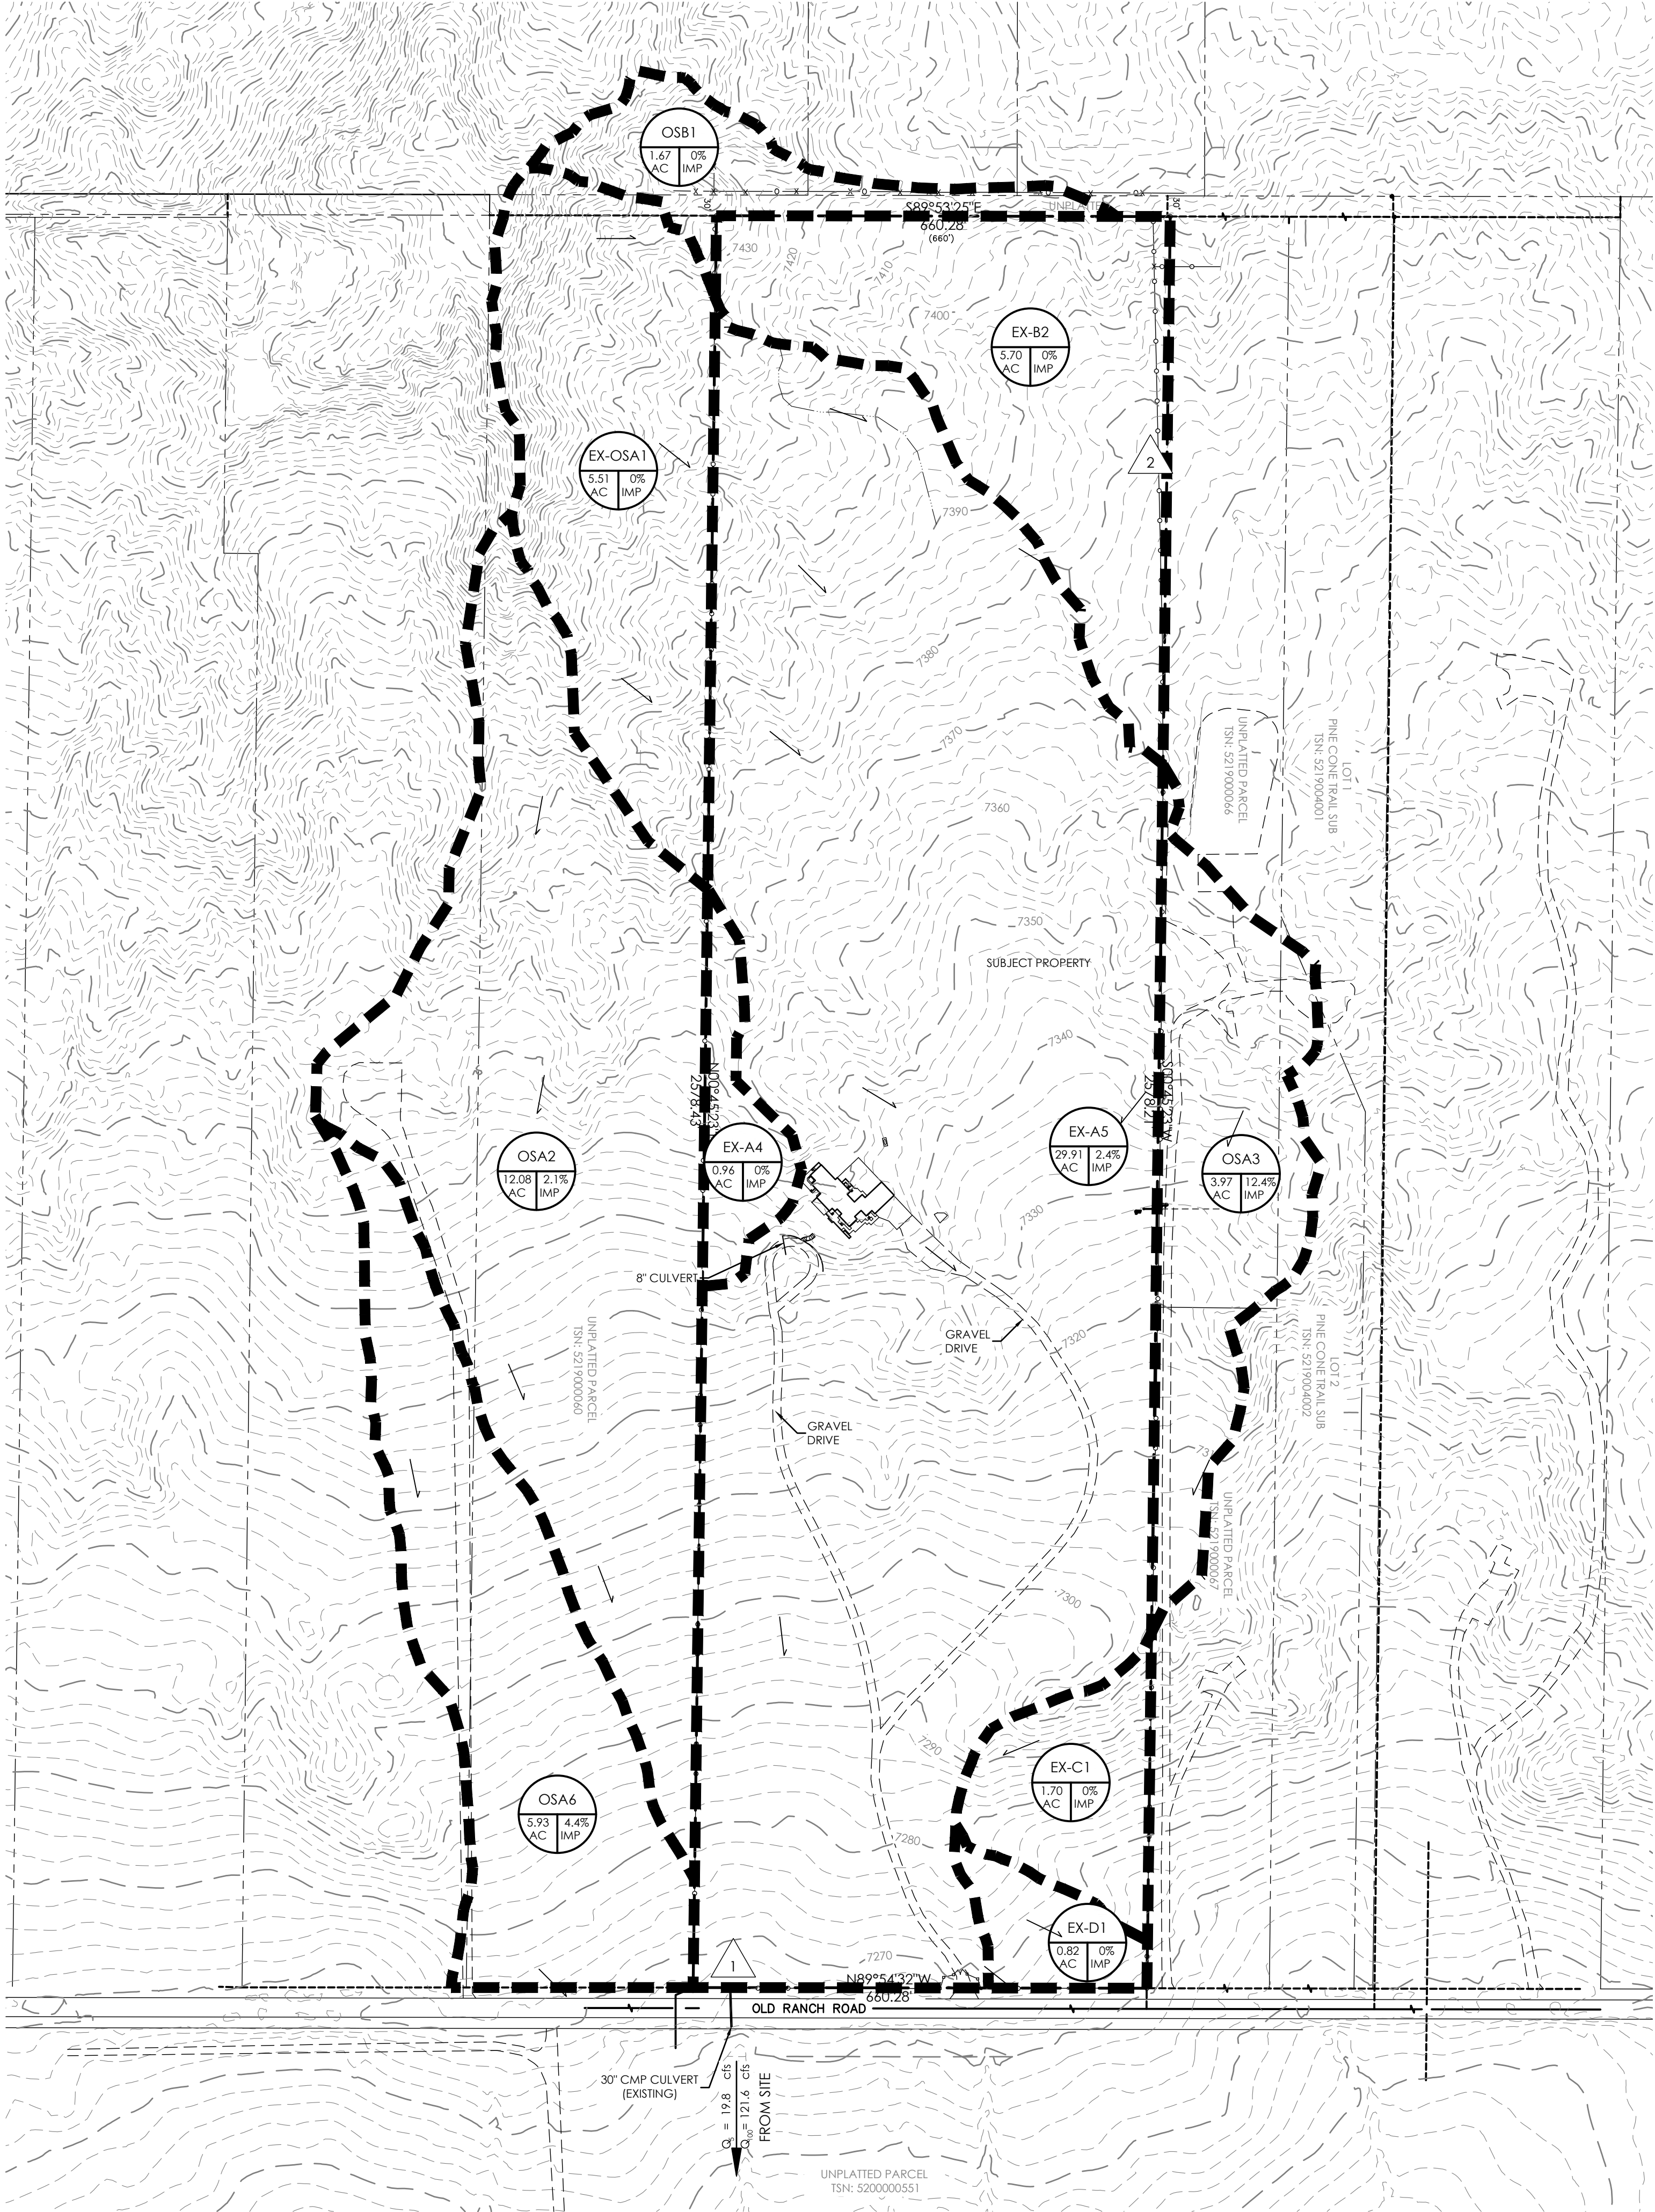 OSB1
1.67
AC
0%
IMP
30'
S89°53'25"E
660.28'
(660')
30'
7430
7420
7410
7400
EX-B2
5.70
AC
0%
IMP
2
EX-OSA1
5.51
AC
0%
IMP
7390
7380
7370
7360
UNPLATTED PARCEL
TSN: 5219000066
LOT 1
PINE CONE TRAIL SUB
TSN: 5219004001
7350
SUBJECT PROPERTY
7340
N00°45'23"
2578.43'
S00°45'23"W
2578.21'
OSA2
12.08
AC
2.1%
IMP
EX-A4
0.96
AC
0%
IMP
EX-A5
29.91
AC
2.4%
IMP
OSA3
3.97
AC
12.4%
IMP
7330
8" CULVERT
7320
GRAVEL
DRIVE
UNPLATTED PARCEL
TSN: 5219000060
LOT 2
PINE CONE TRAIL SUB
TSN: 5219004002
GRAVEL
DRIVE
UNPLATTED PARCEL
TSN: 5219000067
7300
7290
EX-C1
1.70
AC
0%
IMP
OSA6
5.93
AC
4.4%
IMP
7280
EX-D1
0.82
AC
0%
IMP
7270
1
N89°54'32"W
660.28'
OLD RANCH ROAD
30" CMP CULVERT
(EXISTING)
Q5 = 19.8 cfs
Q100 = 121.6 cfs
FROM SITE
UNPLATTED PARCEL
TSN: 5200000551